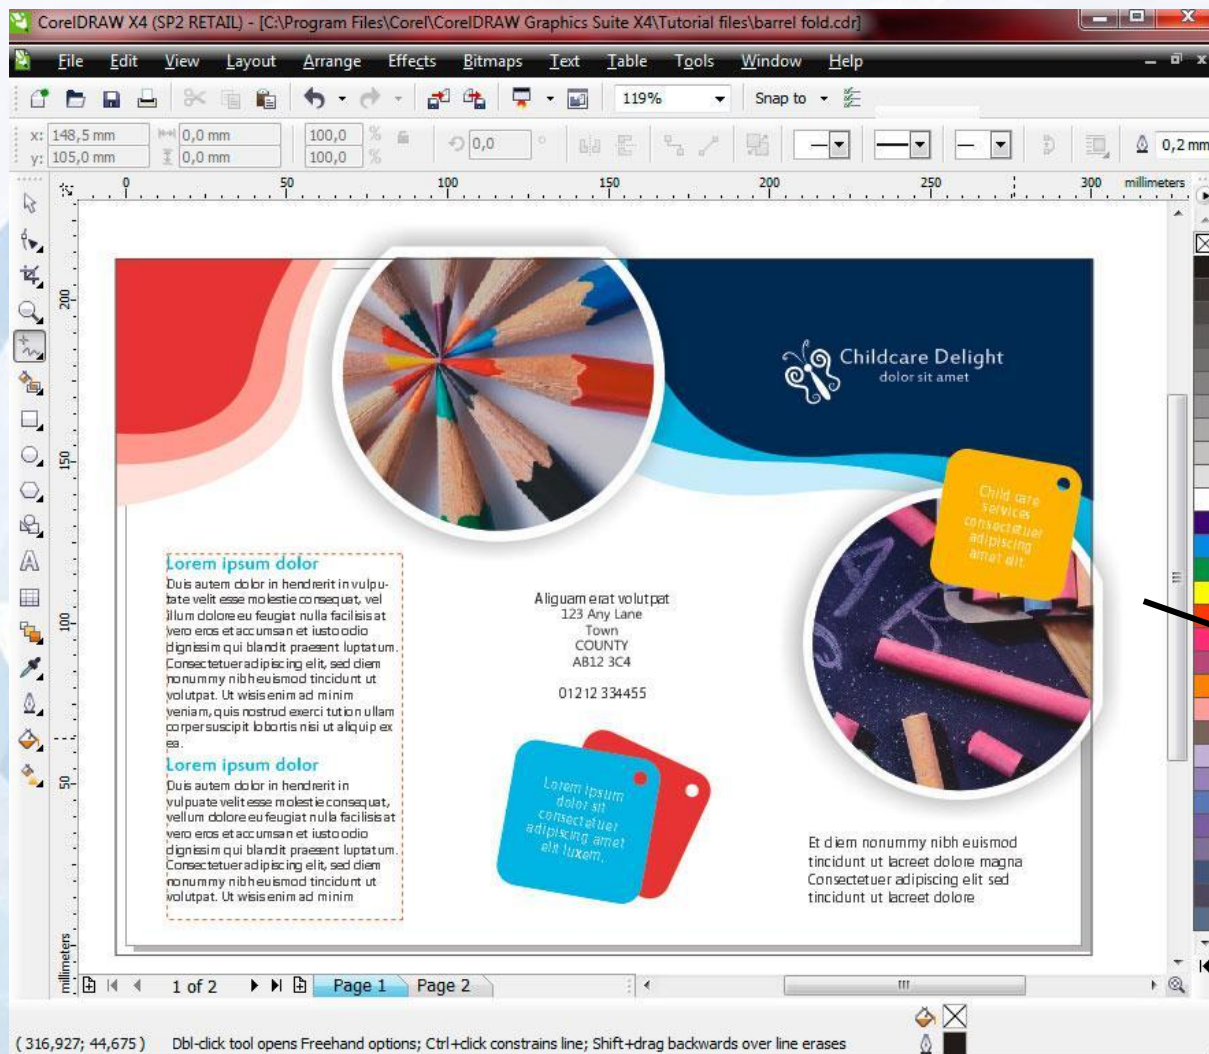 CorelDRAW X4 (SP2 RETAIL) - [C:\Program Files\Corel\CorelDRAW Graphics Suite X4\Tutorial files\barrel fold.cdr]
File Edit View Layout Arrange Effects Bitmaps Text Table Tools Window Help
119% Snap to
x: 148,5 mm 0,0 mm 100,0 % 0,0 °
y: 105,0 mm 0,0 mm 100,0 % 0,2 mm
0 50 100 150 200 250 300 millimeters
200
150
100
50
millimeters
Childcare Delight
dolor sit amet
Child care
services
consectetuer
adipiscing
amet elit
Lorem ipsum dolor
Duis autem dolor in hendrerit in vulpu-
tate velit esse molestie consequat, vel
illum dolore eu feugiat nulla facilisis at
vero eros et accumsan et iusto odio
dignissim qui blandit praesent luptatum.
Consectetuer adipiscing elit, sed diem
nonummy nibh euismod tincidunt ut
volutpat. Ut wisis enim ad minim
veniam, quis nostrud exerci tution ullam
corper suscipit lobortis nisi ut aliquip ex
ea.
Lorem ipsum dolor
Duis autem dolor in hendrerit in
vulpuate velit esse molestie consequat,
vellum dolore eu feugiat nulla facilisis at
vero eros et accumsan et iusto odio
dignissim qui blandit praesent luptatum.
Consectetuer adipiscing elit, sed diem
nonummy nibh euismod tincidunt ut
volutpat. Ut wisis enim ad minim
Aliguam erat volutpat
123 Any Lane
Town
COUNTY
AB12 3C4
01212 334455
Lorem ipsum
dolor sit
consectetuer
adipiscing amet
elit luxem.
Et diem nonummy nibh euismod
tincidunt ut lacreet dolore magna
Consectetuer adipiscing elit sed
tincidunt ut lacreet dolore
1 of 2 Page 1 Page 2
( 316,927; 44,675 ) Dbl-click tool opens Freehand options; Ctrl+click constrains line; Shift+drag backwards over line erases